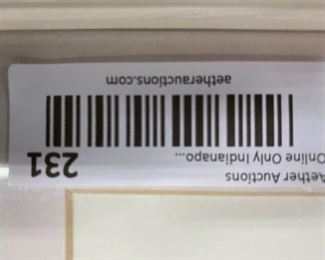 Aether Auctions
Online Only Indianapo...
231
aetherauctions.com